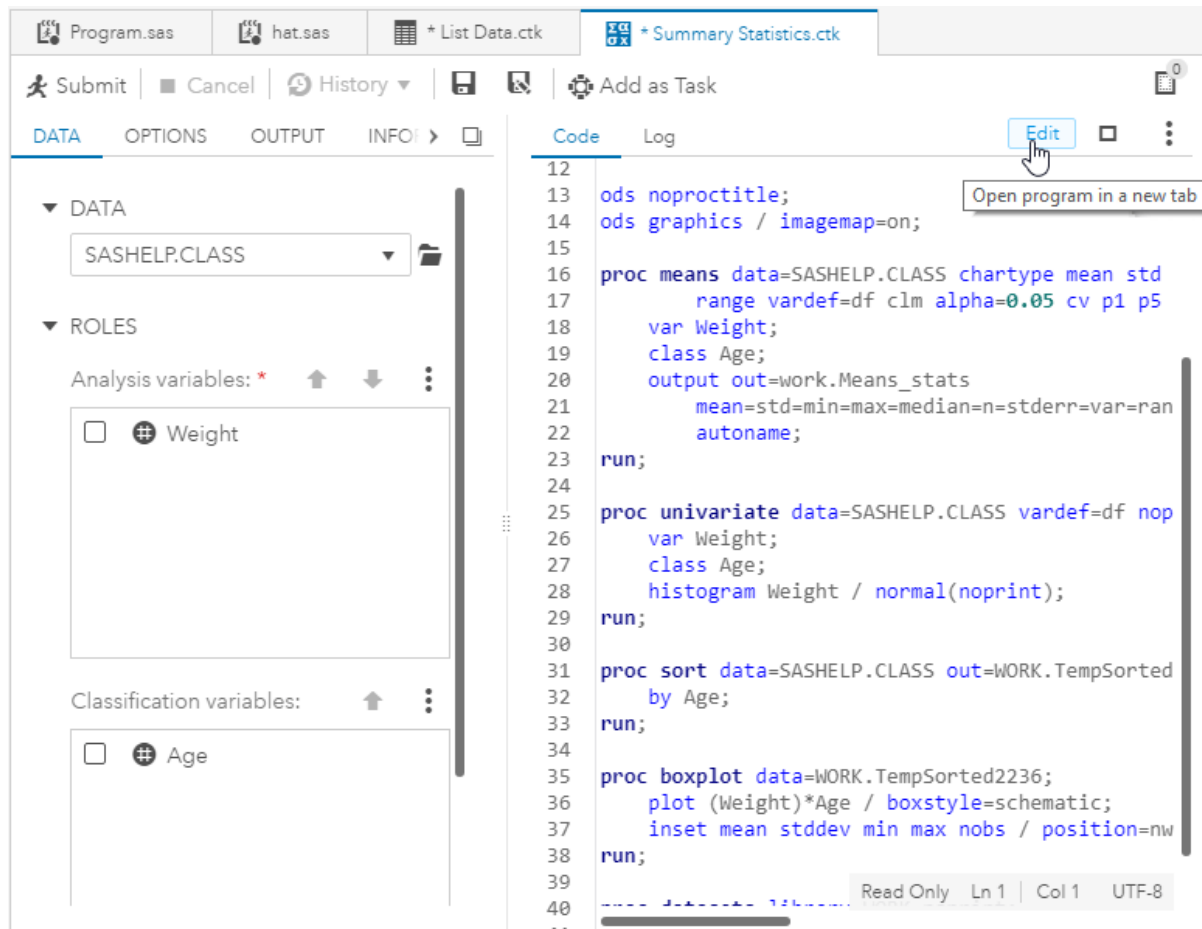 Program.sas
hat.sas
* List Data.ctk
* Summary Statistics.ctk
Submit
Cancel
History
Add as Task
0
DATA
OPTIONS
OUTPUT
INFO
DATA
SASHELP.CLASS
ROLES
Analysis variables: *
Weight
Classification variables:
Age
Code
Log
Edit
Open program in a new tab
12
13 ods noproctitle;
14 ods graphics / imagemap=on;
15
16 proc means data=SASHELP.CLASS chartype mean std
17 range vardef=df clm alpha=0.05 cv p1 p5
18 var Weight;
19 class Age;
20 output out=work.Means_stats
21 mean=std=min=max=median=n=stderr=var=ran
22 autoname;
23 run;
24
25 proc univariate data=SASHELP.CLASS vardef=df nop
26 var Weight;
27 class Age;
28 histogram Weight / normal(noprint);
29 run;
30
31 proc sort data=SASHELP.CLASS out=WORK.TempSorted
32 by Age;
33 run;
34
35 proc boxplot data=WORK.TempSorted2236;
36 plot (Weight)*Age / boxstyle=schematic;
37 inset mean stddev min max nobs / position=nw
38 run;
39
40
Read Only Ln 1 Col 1 UTF-8